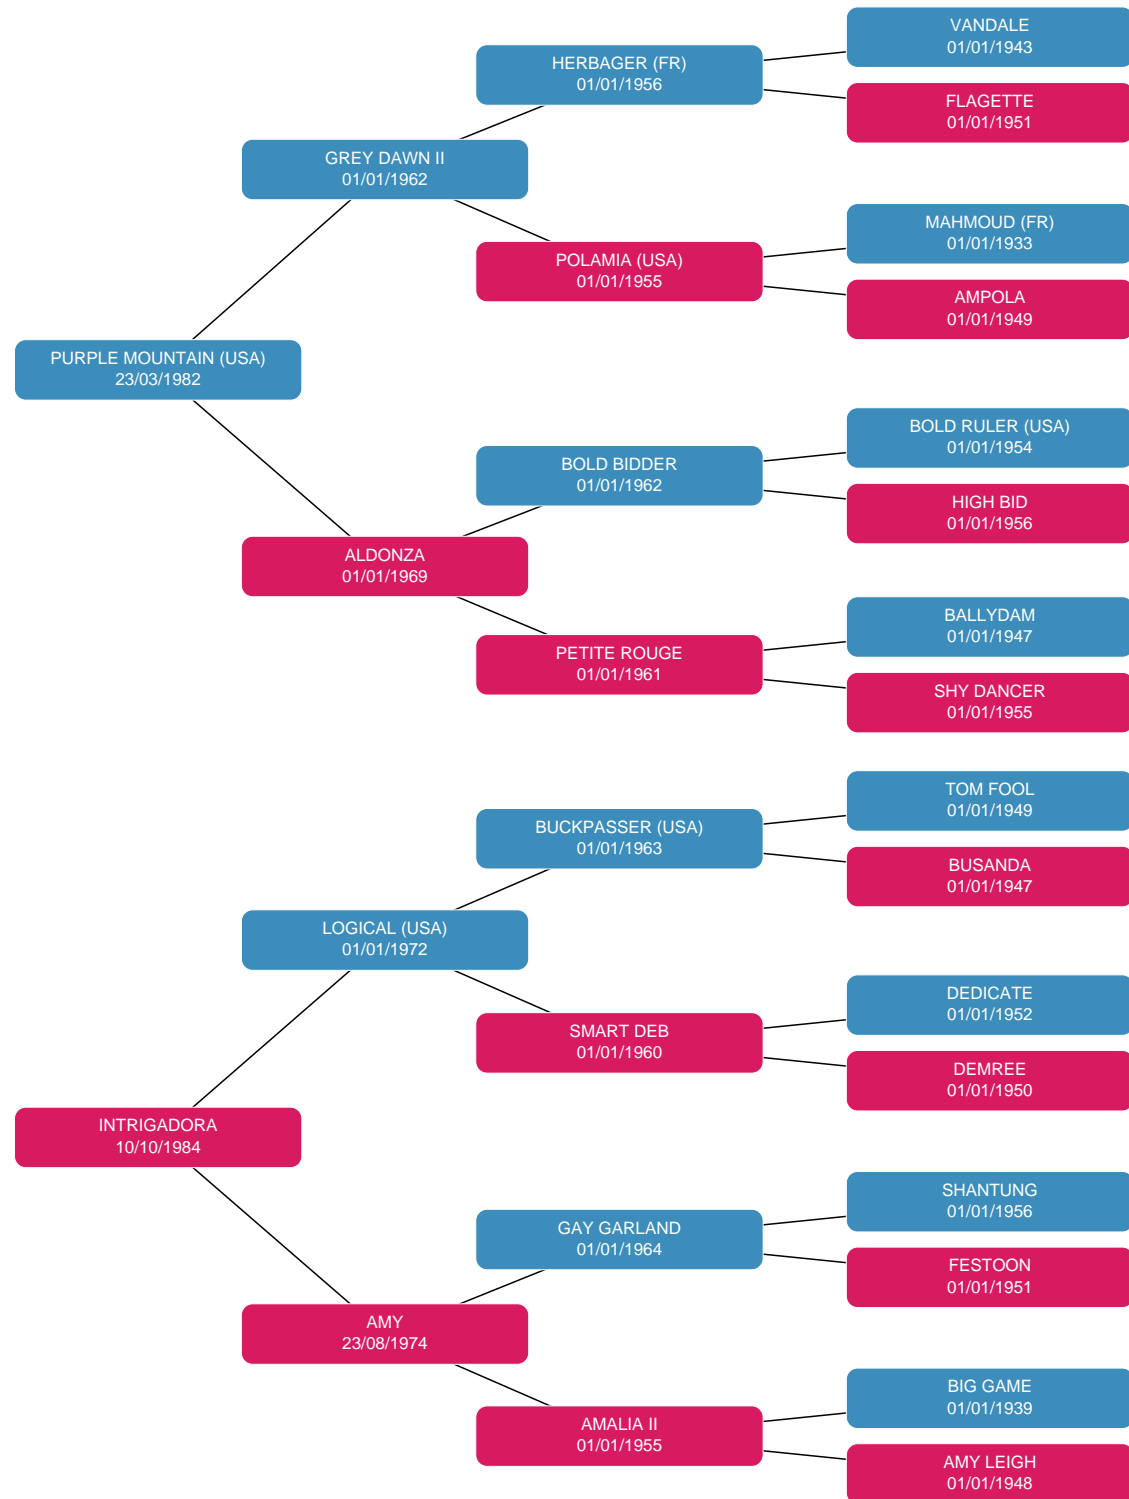 VANDALE
01/01/1943
HERBAGER (FR)
01/01/1956
FLAGETTE
01/01/1951
GREY DAWN II
01/01/1962
MAHMOUD (FR)
01/01/1933
POLAMIA (USA)
01/01/1955
AMPOLA
01/01/1949
PURPLE MOUNTAIN (USA)
23/03/1982
BOLD RULER (USA)
01/01/1954
BOLD BIDDER
01/01/1962
HIGH BID
01/01/1956
ALDONZA
01/01/1969
BALLYDAM
01/01/1947
PETITE ROUGE
01/01/1961
SHY DANCER
01/01/1955
TOM FOOL
01/01/1949
BUCKPASSER (USA)
01/01/1963
BUSANDA
01/01/1947
LOGICAL (USA)
01/01/1972
DEDICATE
01/01/1952
SMART DEB
01/01/1960
DEMREE
01/01/1950
INTRIGADORA
10/10/1984
SHANTUNG
01/01/1956
GAY GARLAND
01/01/1964
FESTOON
01/01/1951
AMY
23/08/1974
BIG GAME
01/01/1939
AMALIA II
01/01/1955
AMY LEIGH
01/01/1948